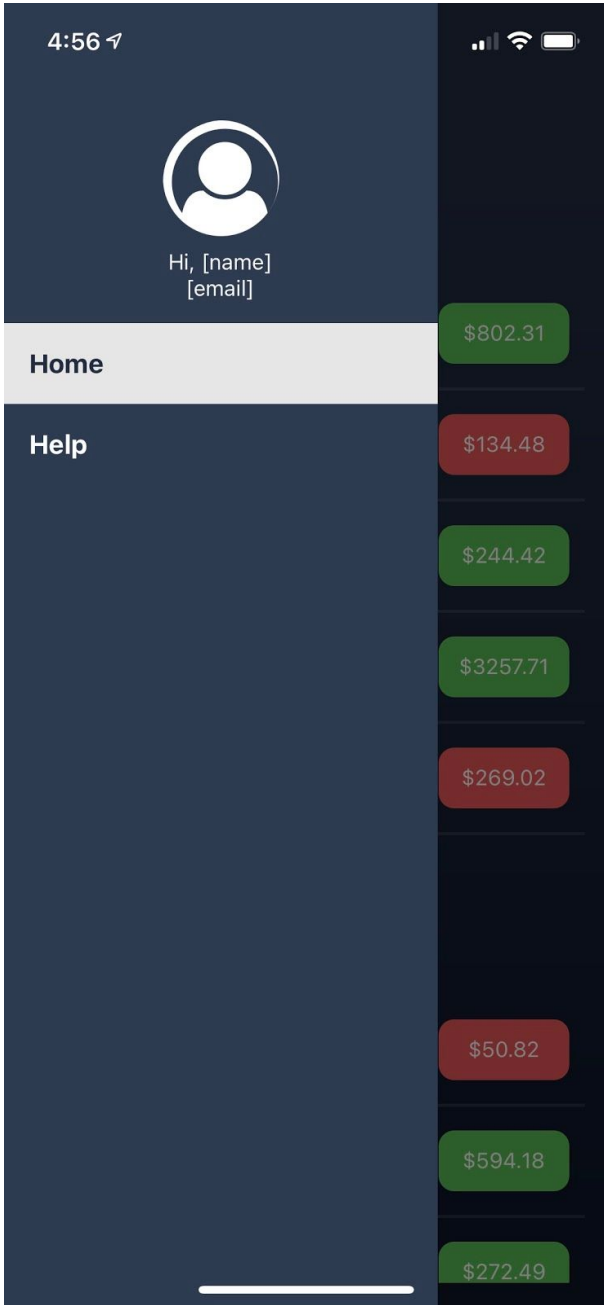 4:56
Hi, [name]
[email]
Home
Help
$802.31
$134.48
$244.42
$3257.71
$269.02
$50.82
$594.18
$272.49